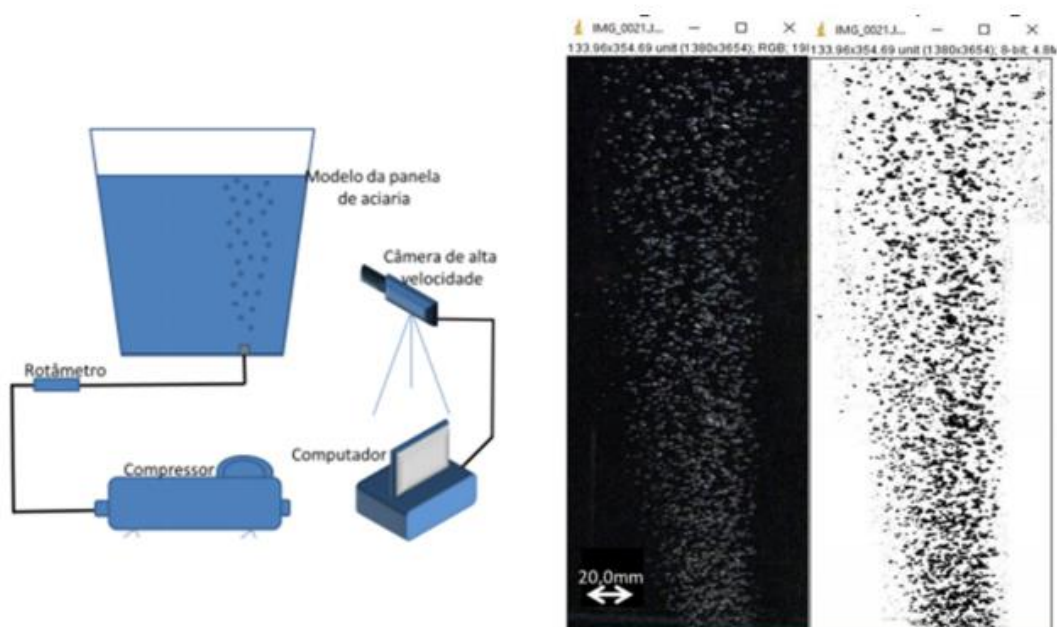 Modelo da panela
de aciaria
Câmera de alta
velocidade
Rotâmetro
Compressor
Computador
IMG_0021.J...
133.96x354.69 unit (1380x3654); RGB; 19
IMG_0021.J...
133.96x354.69 unit (1380x3654); 8-bit; 4.8M
20,0mm